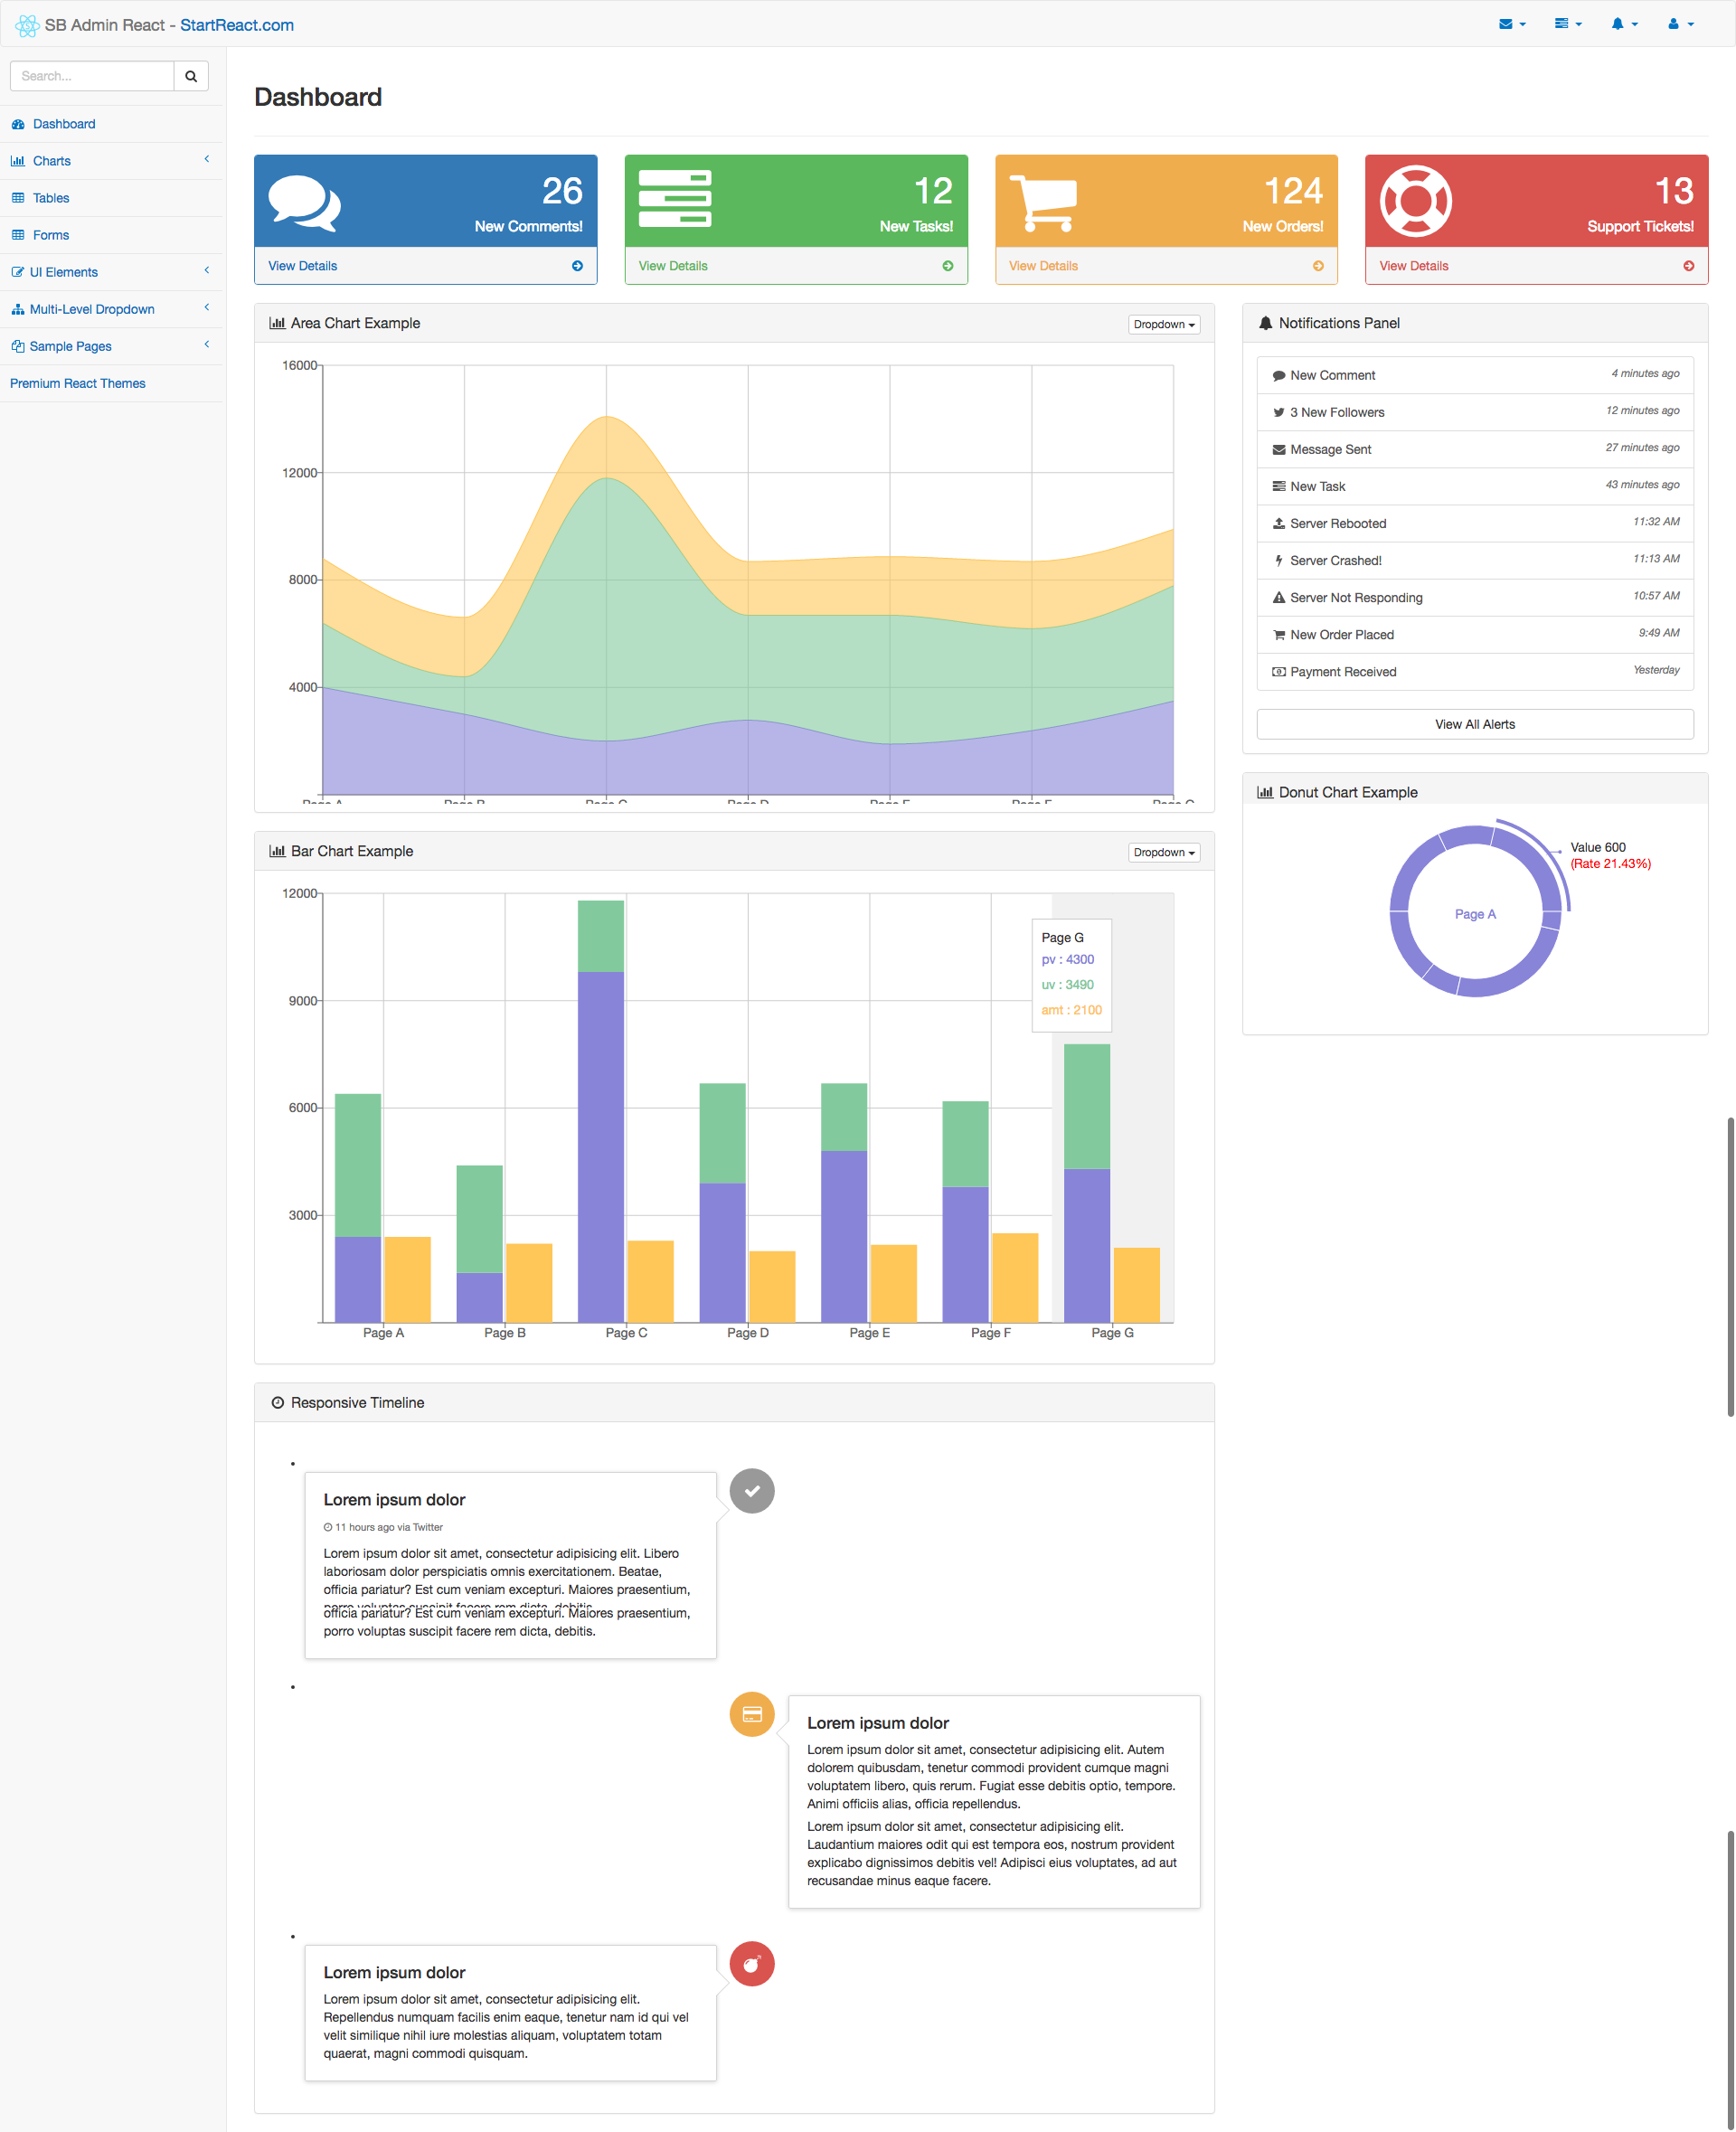 SB Admin React - StartReact.com
Search...
Dashboard
Charts
Tables
Forms
UI Elements
Multi-Level Dropdown
Sample Pages
Premium React Themes
Dashboard
26
New Comments!
View Details
12
New Tasks!
View Details
124
New Orders!
View Details
13
Support Tickets!
View Details
Area Chart Example
Dropdown
16000
12000
8000
4000
Page A Page B Page C Page D Page E Page F Page G
Notifications Panel
New Comment 4 minutes ago
3 New Followers 12 minutes ago
Message Sent 27 minutes ago
New Task 43 minutes ago
Server Rebooted 11:32 AM
Server Crashed! 11:13 AM
Server Not Responding 10:57 AM
New Order Placed 9:49 AM
Payment Received Yesterday
View All Alerts
Donut Chart Example
Value 600
(Rate 21.43%)
Page A
Bar Chart Example
Dropdown
12000
9000
6000
3000
Page G
pv : 4300
uv : 3490
amt : 2100
Page A Page B Page C Page D Page E Page F Page G
Responsive Timeline
Lorem ipsum dolor
11 hours ago via Twitter
Lorem ipsum dolor sit amet, consectetur adipisicing elit. Libero
laboriosam dolor perspiciatis omnis exercitationem. Beatae,
officia pariatur? Est cum veniam excepturi. Maiores praesentium,
porro voluptas suscipit facere rem dicta, debitis.
officia pariatur? Est cum veniam excepturi. Maiores praesentium,
porro voluptas suscipit facere rem dicta, debitis.
Lorem ipsum dolor
Lorem ipsum dolor sit amet, consectetur adipisicing elit. Autem
dolorem quibusdam, tenetur commodi provident cumque magni
voluptatem libero, quis rerum. Fugiat esse debitis optio, tempore.
Animi officiis alias, officia repellendus.
Lorem ipsum dolor sit amet, consectetur adipisicing elit.
Laudantium maiores odit qui est tempora eos, nostrum provident
explicabo dignissimos debitis vel! Adipisci eius voluptates, ad aut
recusandae minus eaque facere.
Lorem ipsum dolor
Lorem ipsum dolor sit amet, consectetur adipisicing elit.
Repellendus numquam facilis enim eaque, tenetur nam id qui vel
velit similique nihil iure molestias aliquam, voluptatem totam
quaerat, magni commodi quisquam.